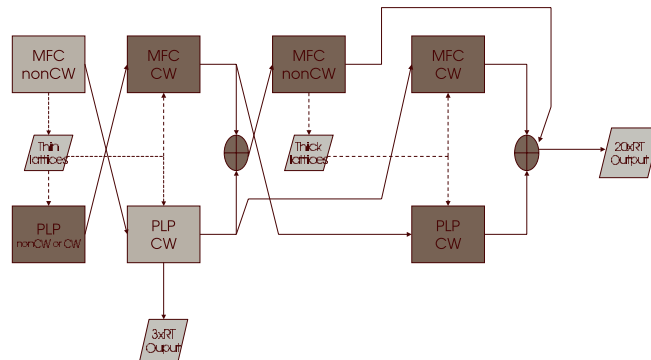 MFC
nonCW
MFC
CW
MFC
nonCW
MFC
CW
Thin
lattices
Thick
lattices
20xRT
Output
PLP
nonCW or CW
PLP
CW
PLP
CW
3xRT
Ouput